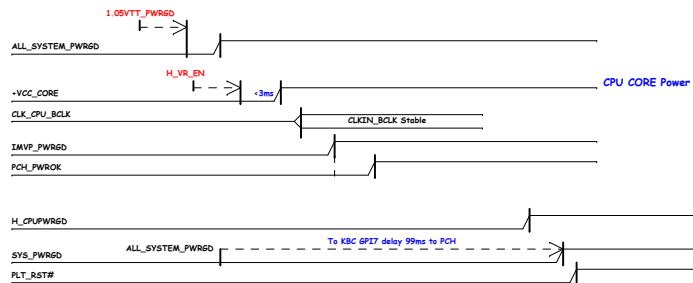 1.05VTT_PWRGD
ALL_SYSTEM_PWRGD
H_VR_EN
+VCC_CORE
<3ms
CPU CORE Power
CLK_CPU_BCLK
CLKIN_BCLK Stable
IMVP_PWRGD
PCH_PWROK
H_CPUPWRGD
To KBC GPI7 delay 99ms to PCH
ALL_SYSTEM_PWRGD
SYS_PWRGD
PLT_RST#